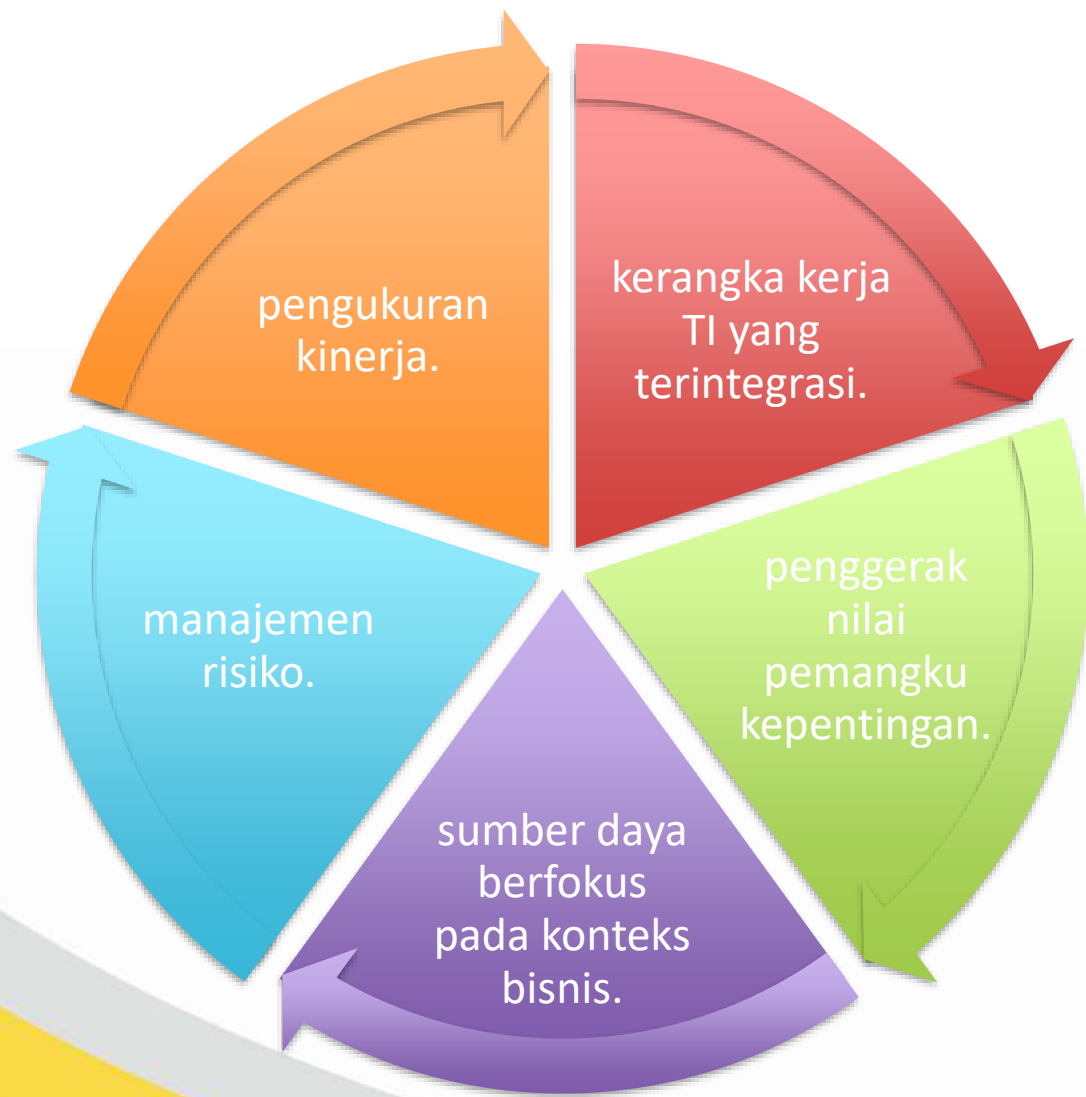 kerangka kerja
TI yang
terintegrasi.
penggerak
nilai
pemangku
kepentingan.
sumber daya
berfokus
pada konteks
bisnis.
manajemen
risiko.
pengukuran
kinerja.